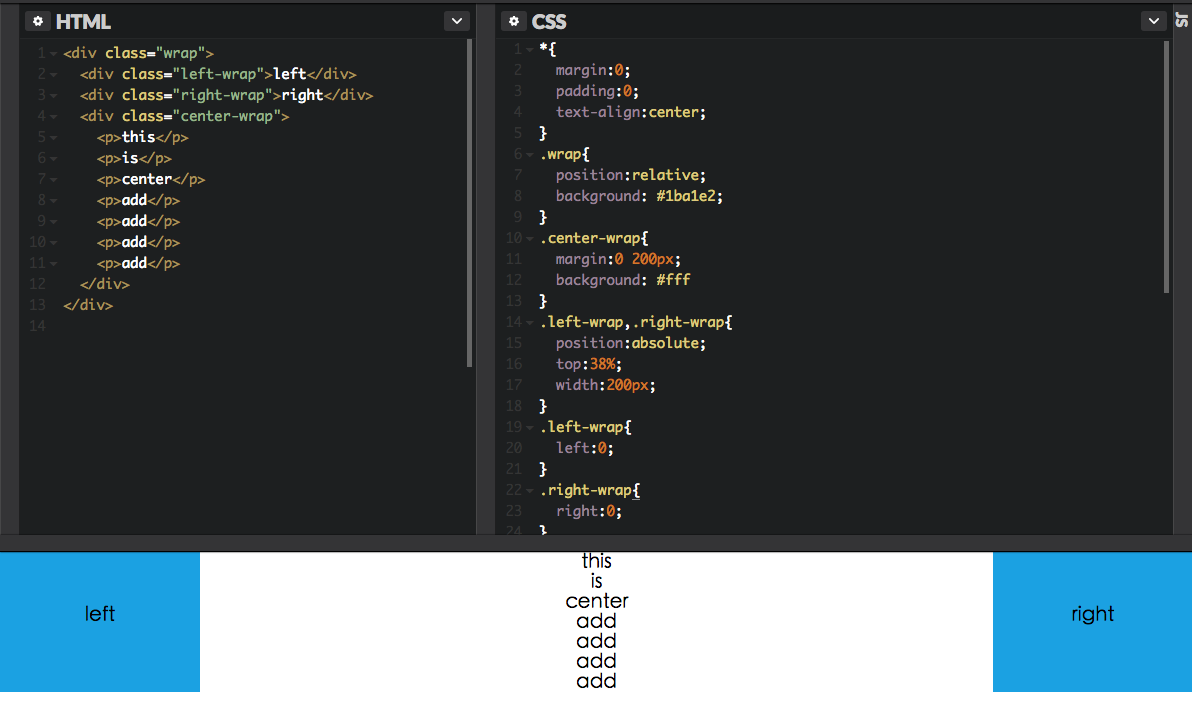 HTML
1 <div class="wrap">
2 <div class="left-wrap">left</div>
3 <div class="right-wrap">right</div>
4 <div class="center-wrap">
5 <p>this</p>
6 <p>is</p>
7 <p>center</p>
8 <p>add</p>
9 <p>add</p>
10 <p>add</p>
11 <p>add</p>
12 </div>
13 </div>
14
CSS
1 *{
2 margin:0;
3 padding:0;
4 text-align:center;
5 }
6 .wrap{
7 position:relative;
8 background: #1ba1e2;
9 }
10 .center-wrap{
11 margin:0 200px;
12 background: #fff
13 }
14 .left-wrap,.right-wrap{
15 position:absolute;
16 top:38%;
17 width:200px;
18 }
19 .left-wrap{
20 left:0;
21 }
22 .right-wrap{
23 right:0;
24 }
JS
left
this
is
center
add
add
add
add
right